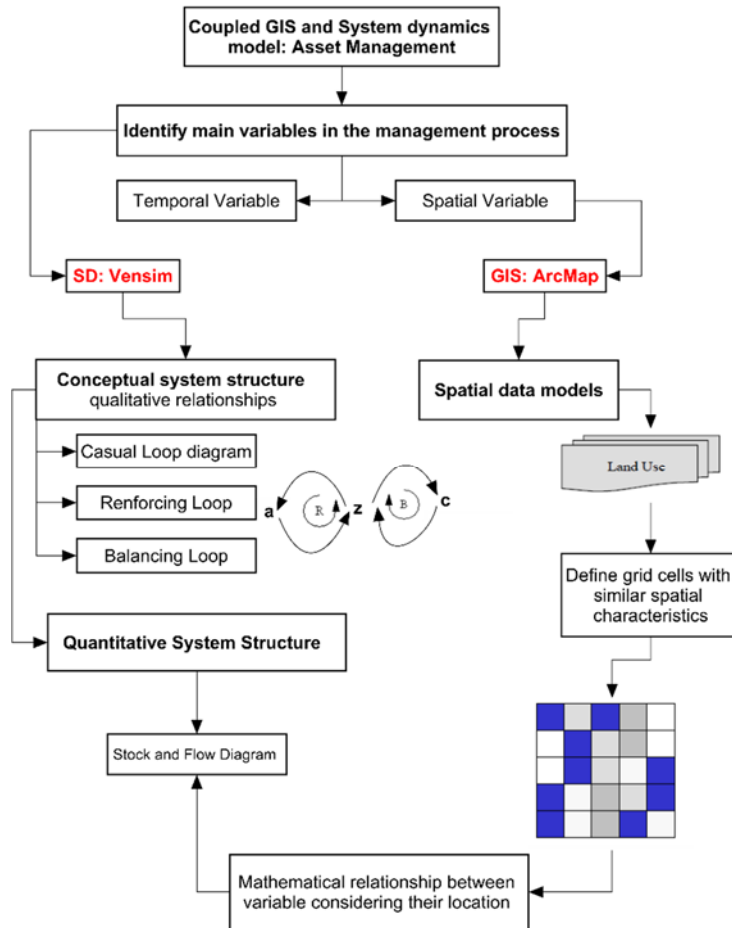 Coupled GIS and System dynamics
model: Asset Management
Identify main variables in the management process
Temporal Variable
Spatial Variable
SD: Vensim
GIS: ArcMap
Conceptual system structure
qualitative relationships
Spatial data models
Casual Loop diagram
Land Use
Renforcing Loop
a
R
z
B
c
Balancing Loop
Define grid cells with
similar spatial
characteristics
Quantitative System Structure
Stock and Flow Diagram
Mathematical relationship between
variable considering their location